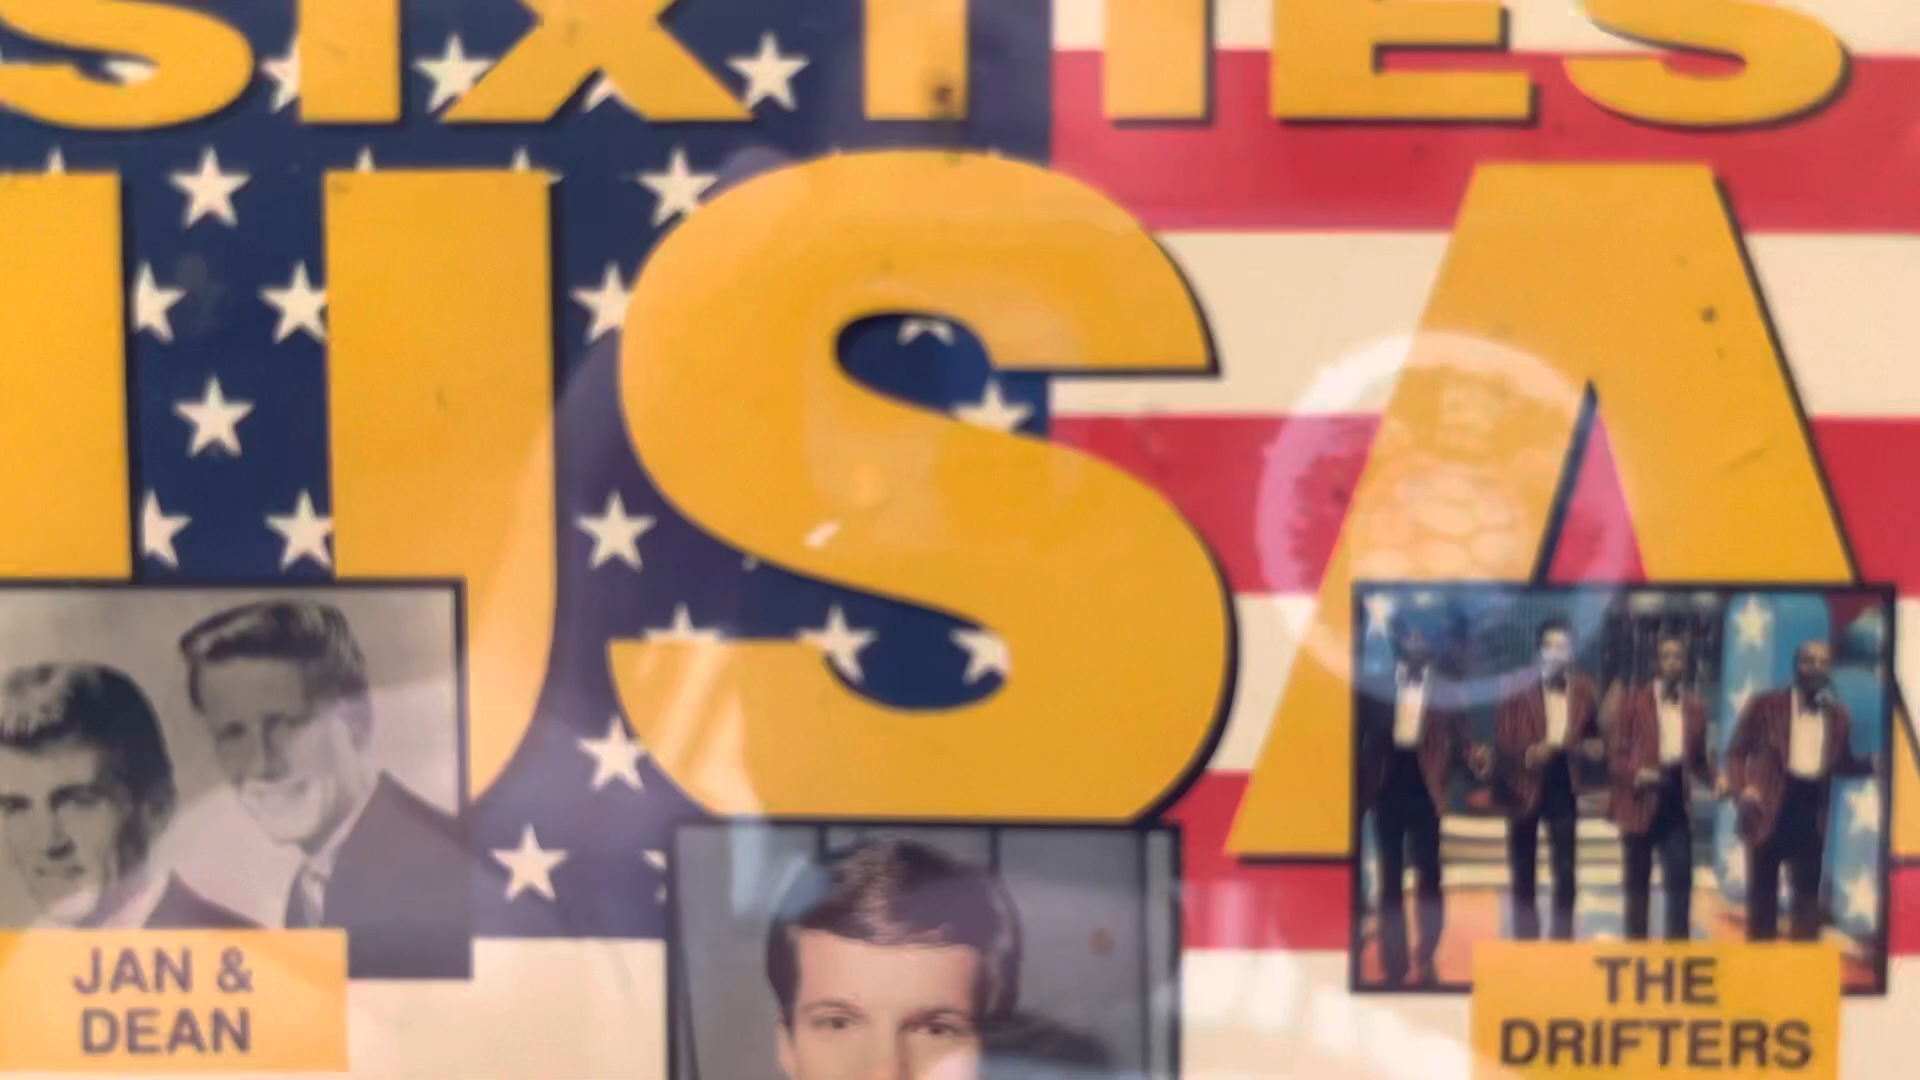 SIXTIES
USA
JAN &
DEAN
THE
DRIFTERS